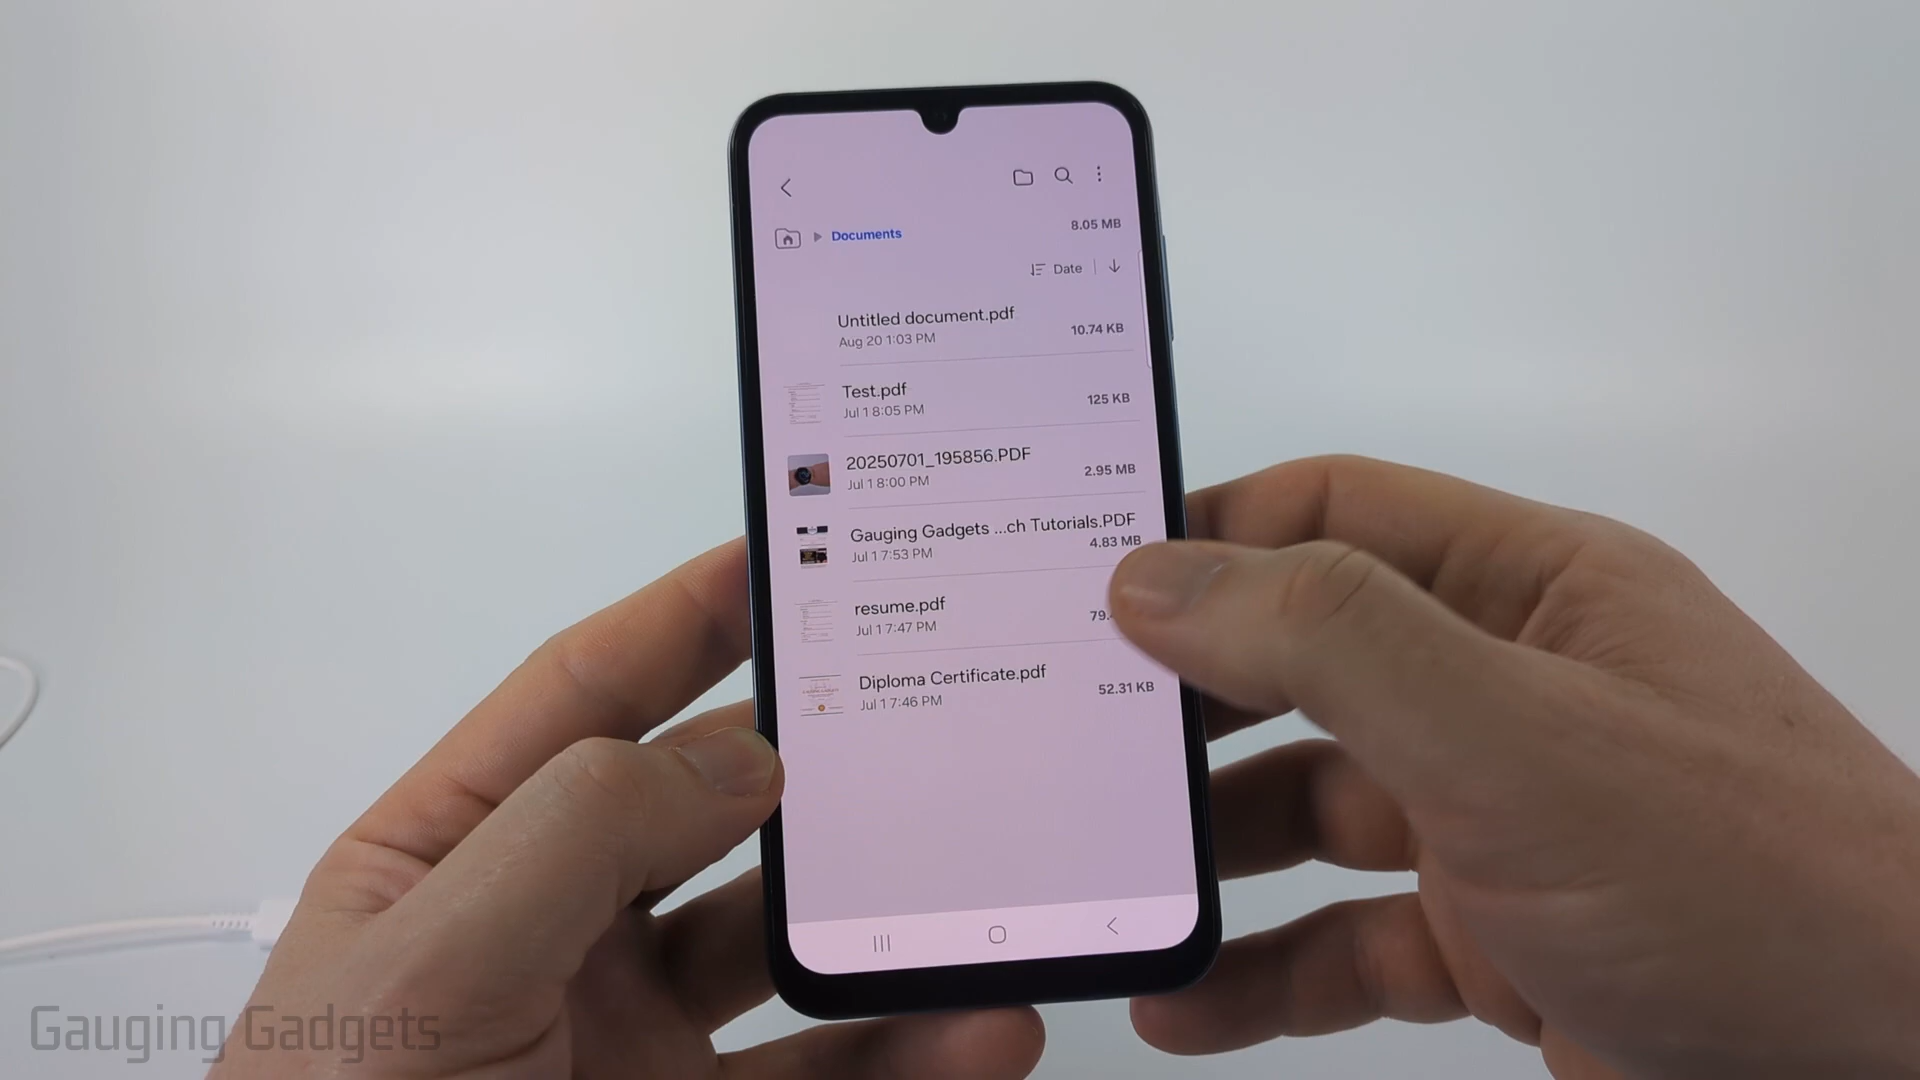 Documents
8.05 MB
Date
Untitled document.pdf
Aug 20 1:03 PM
10.74 KB
Test.pdf
Jul 1 8:05 PM
125 KB
20250701_195856.PDF
Jul 1 8:00 PM
2.95 MB
Gauging Gadgets ...ch Tutorials.PDF
Jul 1 7:53 PM
4.83 MB
resume.pdf
Jul 1 7:47 PM
79.
Diploma Certificate.pdf
Jul 1 7:46 PM
52.31 KB
Gauging Gadgets